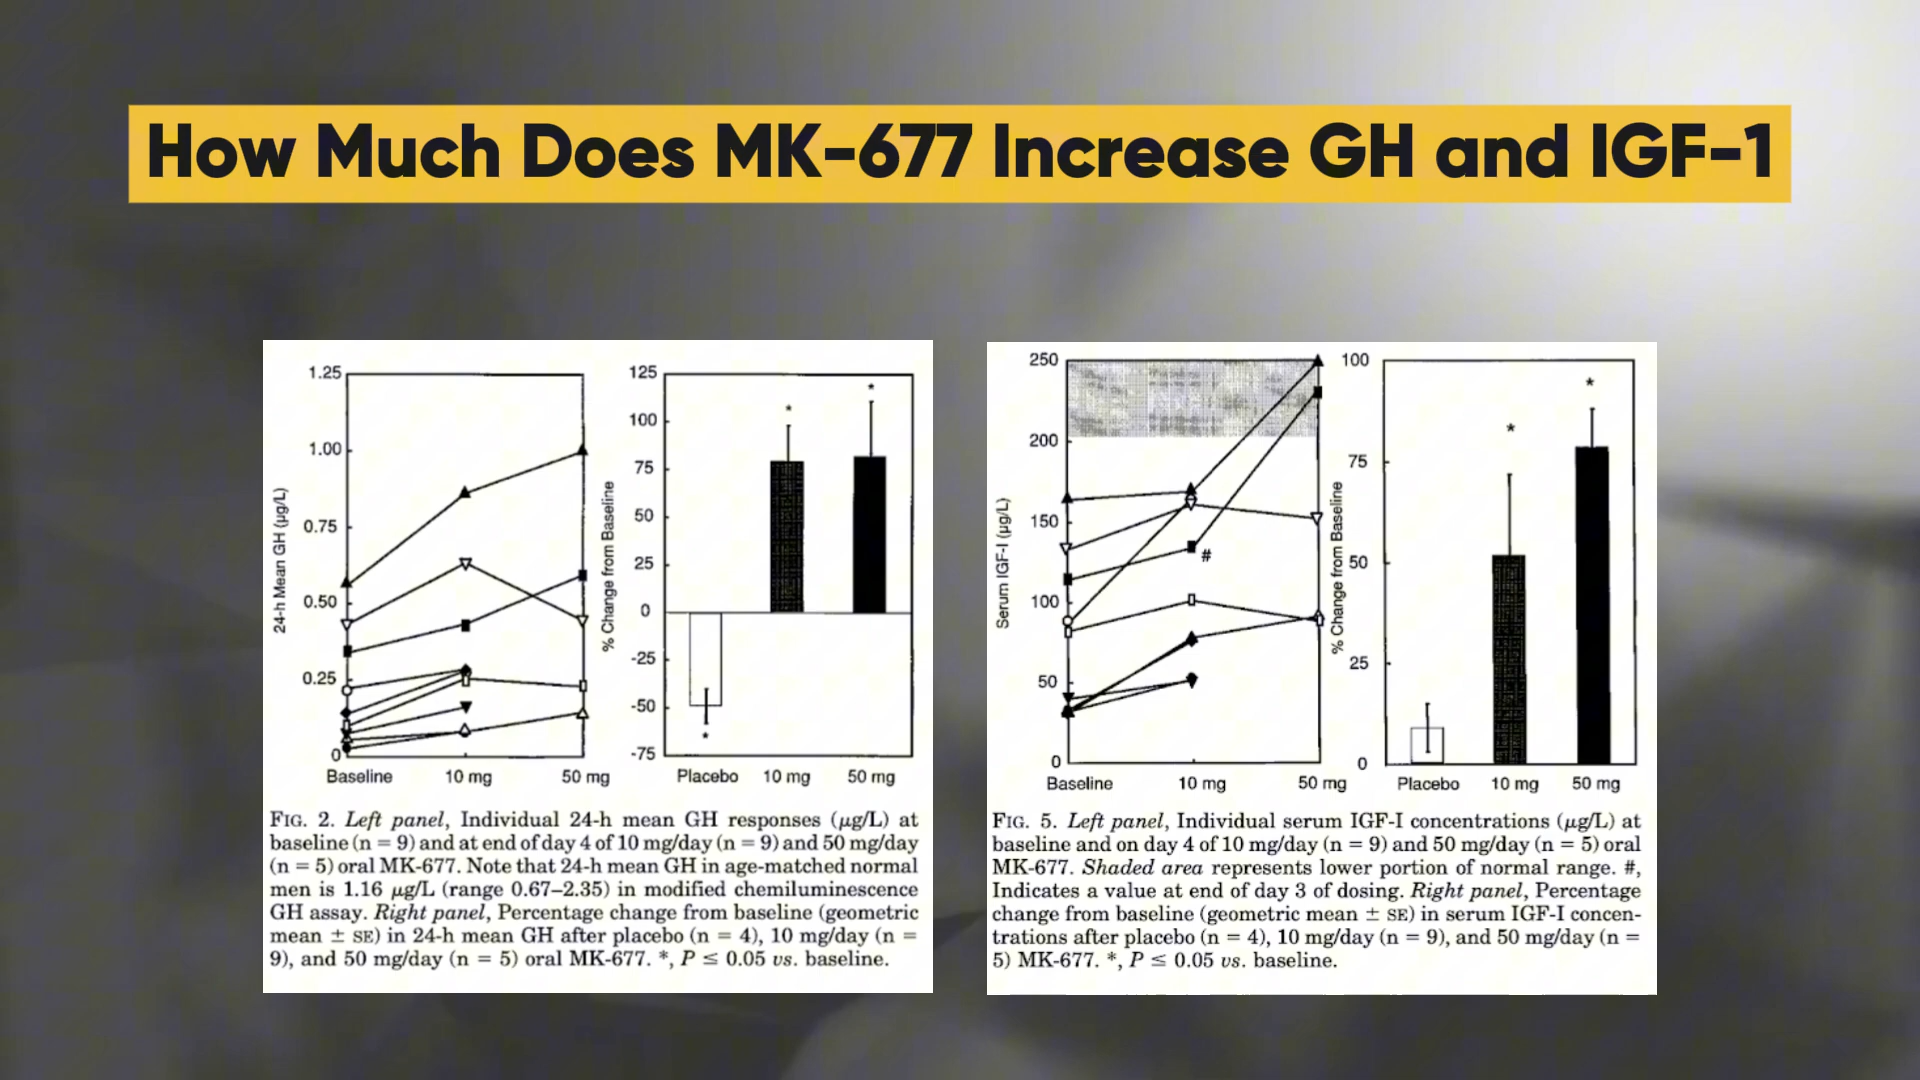 How Much Does MK-677 Increase GH and IGF-1
1.25
1.00
0.75
0.50
0.25
0
24-h Mean GH (µg/L)
Baseline
10 mg
50 mg
125
100
75
50
25
0
-25
-50
-75
% Change from Baseline
*
*
*
Placebo
10 mg
50 mg
FIG. 2. Left panel, Individual 24-h mean GH responses (µg/L) at
baseline (n = 9) and at end of day 4 of 10 mg/day (n = 9) and 50 mg/day
(n = 5) oral MK-677. Note that 24-h mean GH in age-matched normal
men is 1.16 µg/L (range 0.67–2.35) in modified chemiluminescence
GH assay. Right panel, Percentage change from baseline (geometric
mean ± SE) in 24-h mean GH after placebo (n = 4), 10 mg/day (n =
9), and 50 mg/day (n = 5) oral MK-677. *, P ≤ 0.05 vs. baseline.
250
200
150
100
50
0
Serum IGF-I (µg/L)
#
Baseline
10 mg
50 mg
100
75
50
25
0
% Change from Baseline
*
*
Placebo
10 mg
50 mg
FIG. 5. Left panel, Individual serum IGF-I concentrations (µg/L) at
baseline and on day 4 of 10 mg/day (n = 9) and 50 mg/day (n = 5) oral
MK-677. Shaded area represents lower portion of normal range. #,
Indicates a value at end of day 3 of dosing. Right panel, Percentage
change from baseline (geometric mean ± SE) in serum IGF-I concen-
trations after placebo (n = 4), 10 mg/day (n = 9), and 50 mg/day (n =
5) MK-677. *, P ≤ 0.05 vs. baseline.